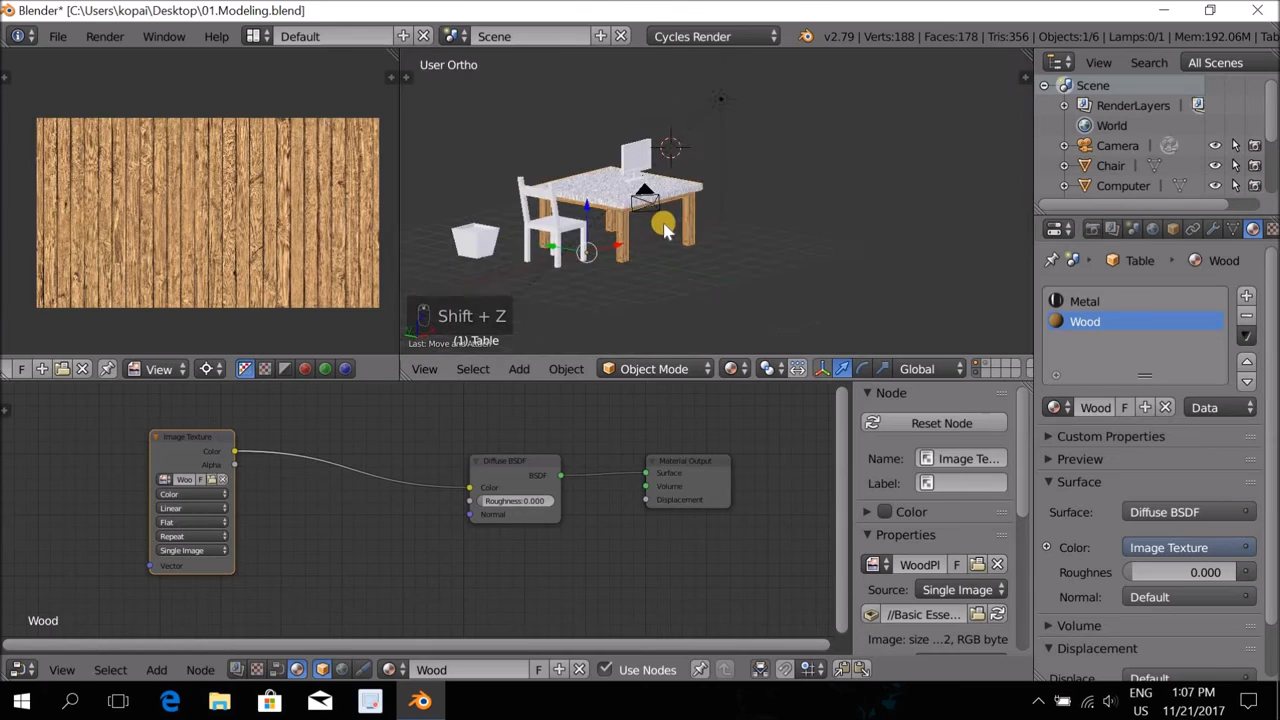 Blender* [C:\Users\kopai\Desktop\01.Modeling.blend]
File Render Window Help Default Scene Cycles Render v2.79 | Verts:188 | Faces:178 | Tris:356 | Objects:1/6 | Lamps:0/1 | Mem:192.06M | Tab
User Ortho
View Search All Scenes
Scene
RenderLayers
World
Camera
Chair
Computer
Table Wood
Metal
Wood
Shift + Z
Last: Move and Attach
(1) Table
F View
View Select Add Object Object Mode Global
Wood F Data
Custom Properties
Preview
Surface
Surface: Diffuse BSDF
Color: Image Texture
Roughnes 0.000
Normal: Default
Volume
Displacement
Image Texture
Color
Alpha
Woo F
Color
Linear
Flat
Repeat
Single Image
Vector
Diffuse BSDF
BSDF
Color
Roughness:0.000
Normal
Material Output
Surface
Volume
Displacement
Node
Reset Node
Name: Image Te...
Label:
Color
Properties
WoodPl F
Source: Single Image
//Basic Esse...
Image: size ...2, RGB byte
Wood
View Select Add Node Wood F Use Nodes
ENG 1:07 PM
US 11/21/2017